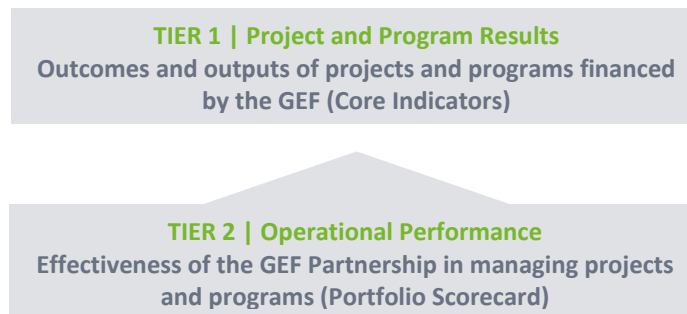 TIER 1 | Project and Program Results
Outcomes and outputs of projects and programs financed
by the GEF (Core Indicators)
TIER 2 | Operational Performance
Effectiveness of the GEF Partnership in managing projects
and programs (Portfolio Scorecard)